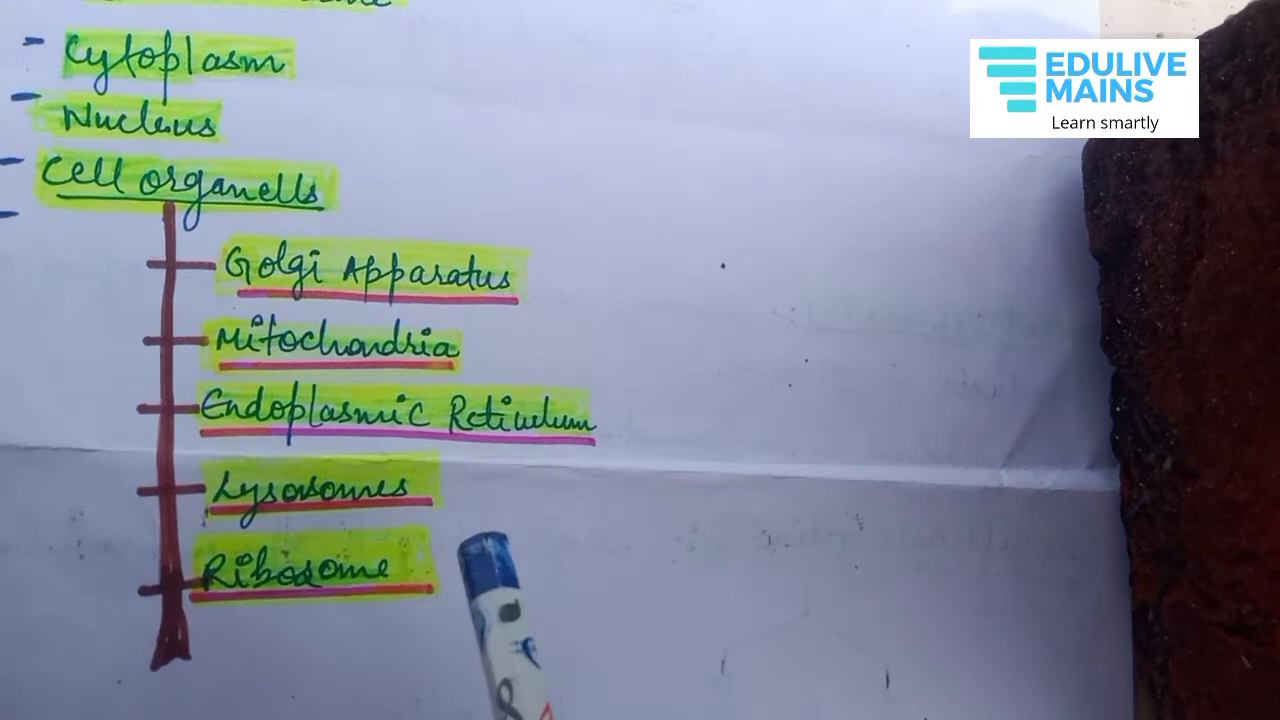 - Cytoplasm
- Nucleus
- Cell organells
-
Golgi Apparatus
Mitochondria
Endoplasmic Reticulum
Lysosomes
Ribosome
EDULIVE
MAINS
Learn smartly